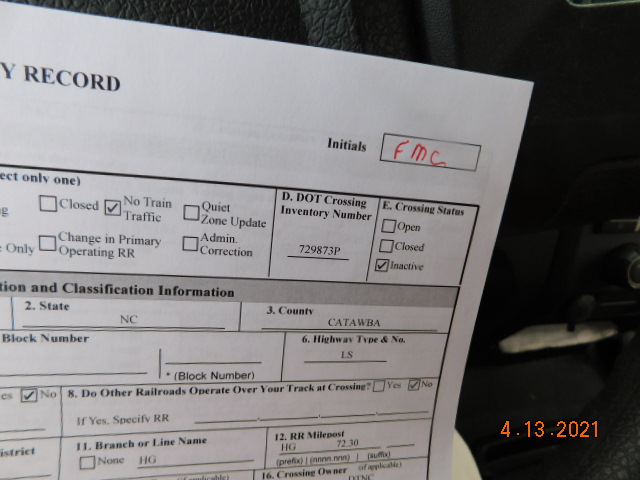 Y RECORD
Initials FMC
ect only one)
Closed No Train Traffic Quiet Zone Update
Only Change in Primary Operating RR Admin. Correction
D. DOT Crossing Inventory Number
729873P
E. Crossing Status
Open
Closed
Inactive
tion and Classification Information
2. State
NC
3. County
CATAWBA
Block Number
* (Block Number)
6. Highway Type & No.
LS
es No
8. Do Other Railroads Operate Over Your Track at Crossing? Yes No
If Yes, Specify RR
istrict
11. Branch or Line Name
None HG
12. RR Milepost
HG 72.30
(prefix) | (nnnn.nnn) | (suffix)
16. Crossing Owner (if applicable)
4.13.2021